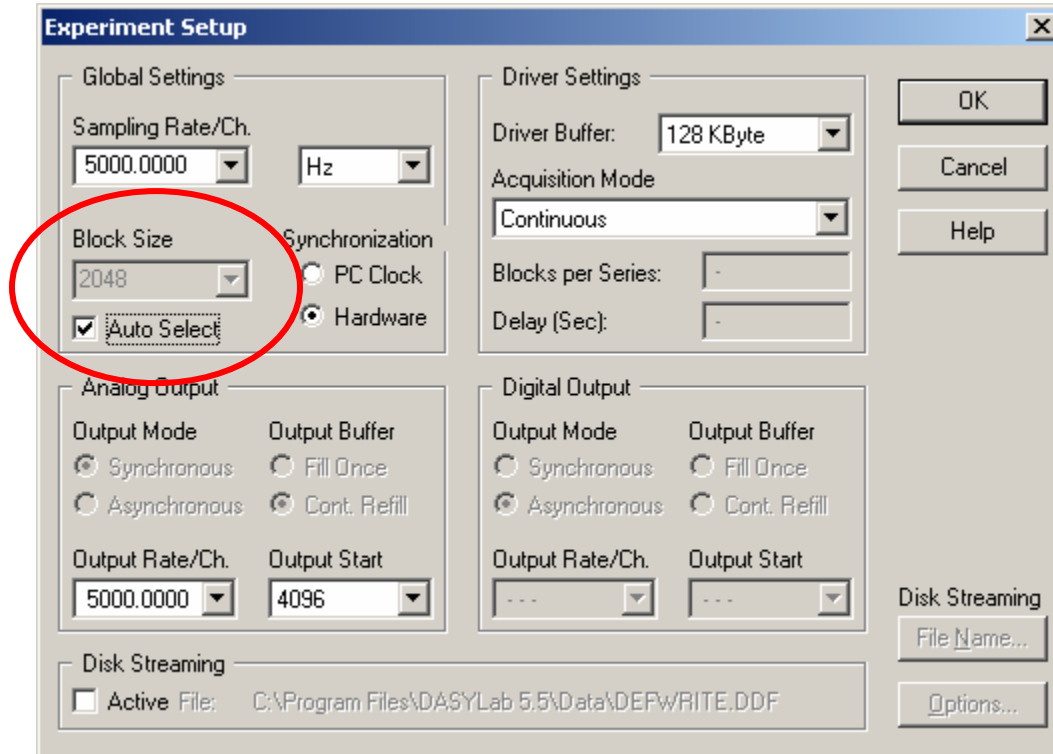 Experiment Setup
Global Settings
Sampling Rate/Ch.
5000.0000
Hz
Block Size
2048
Auto Select
Synchronization
PC Clock
Hardware
Driver Settings
Driver Buffer:
128 KByte
Acquisition Mode
Continuous
Blocks per Series:
-
Delay (Sec):
-
OK
Cancel
Help
Analog Output
Output Mode
Synchronous
Asynchronous
Output Buffer
Fill Once
Cont. Refill
Output Rate/Ch.
5000.0000
Output Start
4096
Digital Output
Output Mode
Synchronous
Asynchronous
Output Buffer
Fill Once
Cont. Refill
Output Rate/Ch.
- - -
Output Start
- - -
Disk Streaming
File Name...
Options...
Disk Streaming
Active File: C:\Program Files\DASYLab 5.5\Data\DEFWRITE.DDF